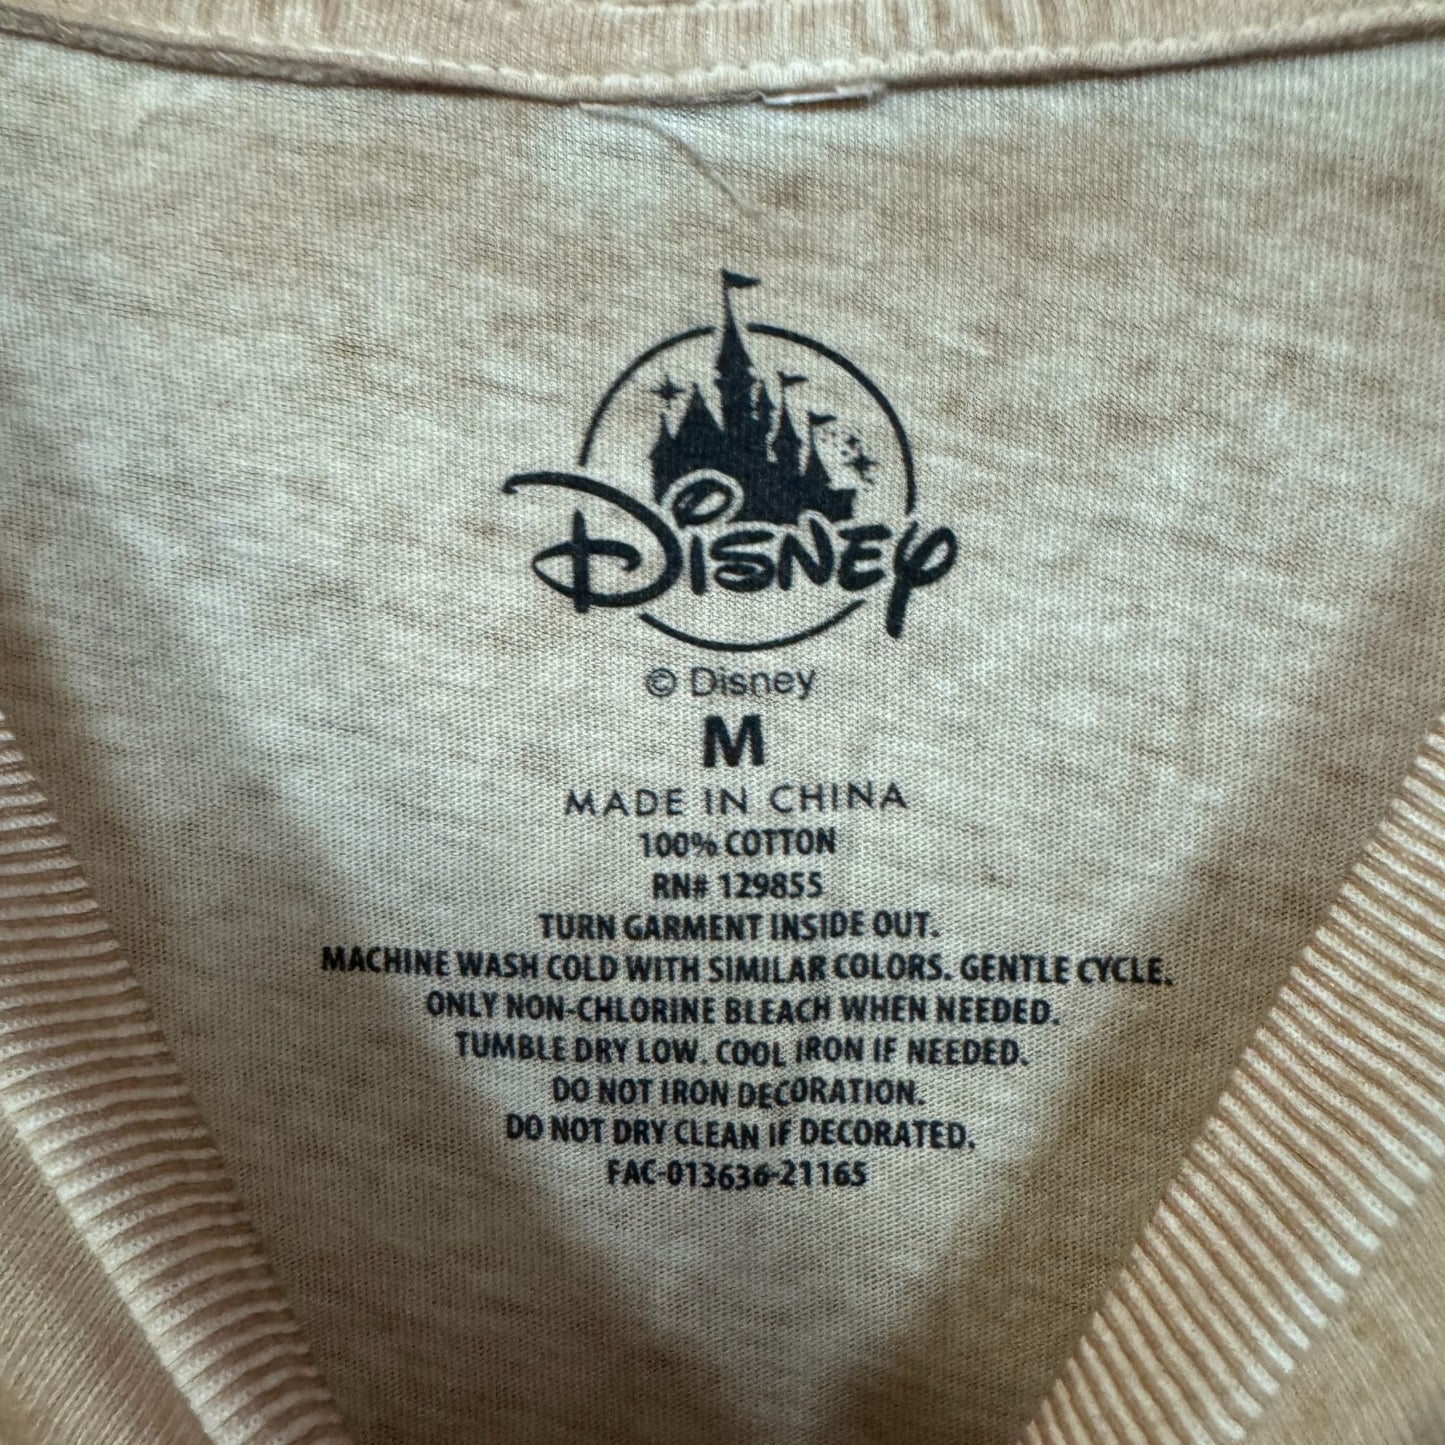 Disney
© Disney
M
MADE IN CHINA
100% COTTON
RN# 129855
TURN GARMENT INSIDE OUT.
MACHINE WASH COLD WITH SIMILAR COLORS. GENTLE CYCLE.
ONLY NON-CHLORINE BLEACH WHEN NEEDED.
TUMBLE DRY LOW. COOL IRON IF NEEDED.
DO NOT IRON DECORATION.
DO NOT DRY CLEAN IF DECORATED.
FAC-013636-21165